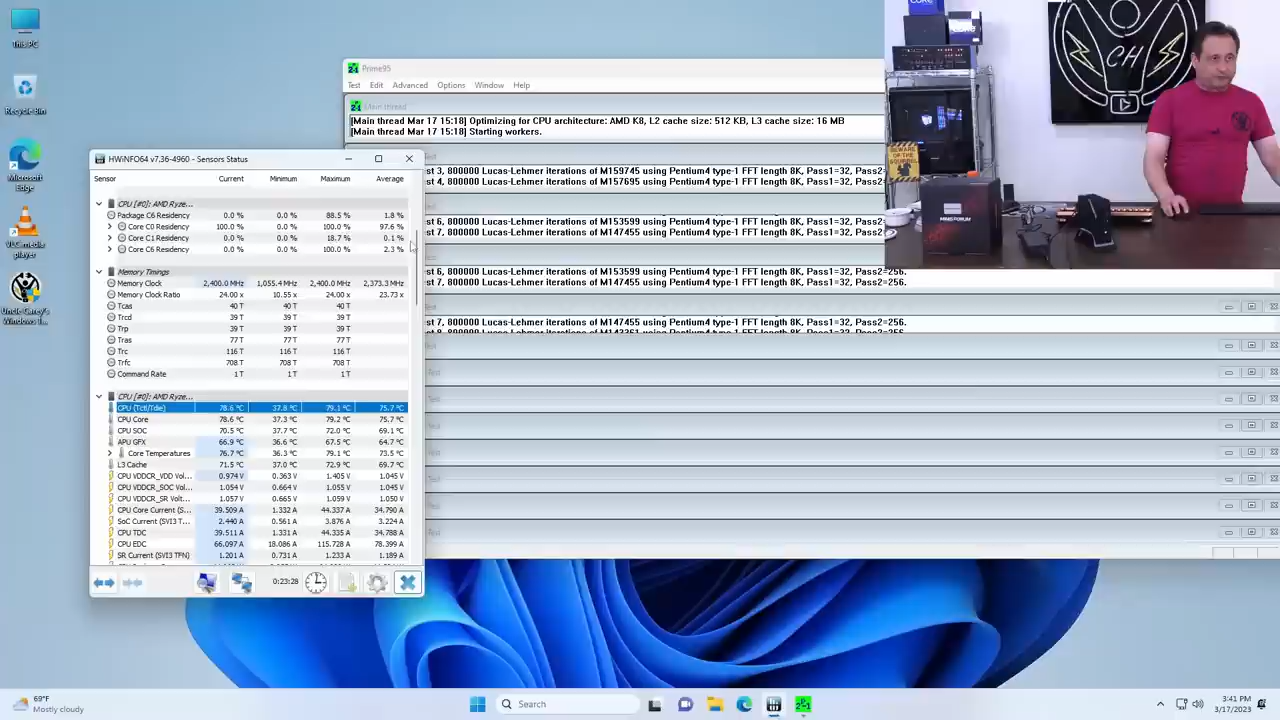 This PC
Recycle Bin
Microsoft
Edge
VLC media
player
Uncle Carey's
Windows 1...
Prime95
Test Edit Advanced Options Window Help
Main thread
[Main thread Mar 17 15:18] Optimizing for CPU architecture: AMD K8, L2 cache size: 512 KB, L3 cache size: 16 MB
[Main thread Mar 17 15:18] Starting workers.
est 3, 800000 Lucas-Lehmer iterations of M159745 using Pentium4 type-1 FFT length 8K, Pass1=32,
est 4, 800000 Lucas-Lehmer iterations of M157695 using Pentium4 type-1 FFT length 8K, Pass1=32,
est 6, 800000 Lucas-Lehmer iterations of M153599 using Pentium4 type-1 FFT length 8K, Pass1=32,
est 7, 800000 Lucas-Lehmer iterations of M147455 using Pentium4 type-1 FFT length 8K, Pass1=32,
est 6, 800000 Lucas-Lehmer iterations of M153599 using Pentium4 type-1 FFT length 8K, Pass1=32, Pass2=256.
est 7, 800000 Lucas-Lehmer iterations of M147455 using Pentium4 type-1 FFT length 8K, Pass1=32, Pass2=256.
est 7, 800000 Lucas-Lehmer iterations of M147455 using Pentium4 type-1 FFT length 8K, Pass1=32, Pass2=256.
HWiNFO64 v7.36-4960 - Sensors Status
Sensor Current Minimum Maximum Average
CPU [#0]: AMD Ryze...
Package C6 Residency 0.0 % 0.0 % 88.5 % 1.8 %
Core C0 Residency 100.0 % 0.0 % 100.0 % 97.6 %
Core C1 Residency 0.0 % 0.0 % 18.7 % 0.1 %
Core C6 Residency 0.0 % 0.0 % 100.0 % 2.3 %
Memory Timings
Memory Clock 2,400.0 MHz 1,055.4 MHz 2,400.0 MHz 2,373.3 MHz
Memory Clock Ratio 24.00 x 10.55 x 24.00 x 23.73 x
Tcas 40 T 40 T 40 T
Trcd 39 T 39 T 39 T
Trp 39 T 39 T 39 T
Tras 77 T 77 T 77 T
Trc 116 T 116 T 116 T
Trfc 708 T 708 T 708 T
Command Rate 1 T 1 T 1 T
CPU [#0]: AMD Ryze...
CPU (Tctl/Tdie) 78.6 °C 37.8 °C 79.1 °C 75.7 °C
CPU Core 78.6 °C 37.3 °C 79.2 °C 75.7 °C
CPU SOC 70.5 °C 37.7 °C 72.0 °C 69.1 °C
APU GFX 66.9 °C 36.6 °C 67.5 °C 64.7 °C
Core Temperatures 76.7 °C 36.3 °C 79.1 °C 73.5 °C
L3 Cache 71.5 °C 37.0 °C 72.9 °C 69.7 °C
CPU VDDCR_VDD Vol... 0.974 V 0.363 V 1.405 V 1.045 V
CPU VDDCR_SOC Vol... 1.054 V 0.664 V 1.055 V 1.045 V
CPU VDDCR_SR Volt... 1.057 V 0.665 V 1.059 V 1.050 V
CPU Core Current (S... 39.509 A 1.332 A 44.337 A 34.790 A
SoC Current (SVI3 T... 2.440 A 0.561 A 3.876 A 3.224 A
CPU TDC 39.511 A 1.331 A 44.335 A 34.788 A
CPU EDC 66.097 A 18.086 A 115.728 A 78.399 A
SR Current (SVI3 TFN) 1.201 A 0.731 A 1.233 A 1.189 A
0:23:28
CH
BEWARE
OF THE
SQUIRREL
MINISFORUM
69°F
Mostly cloudy
Search
3:41 PM
3/17/2023